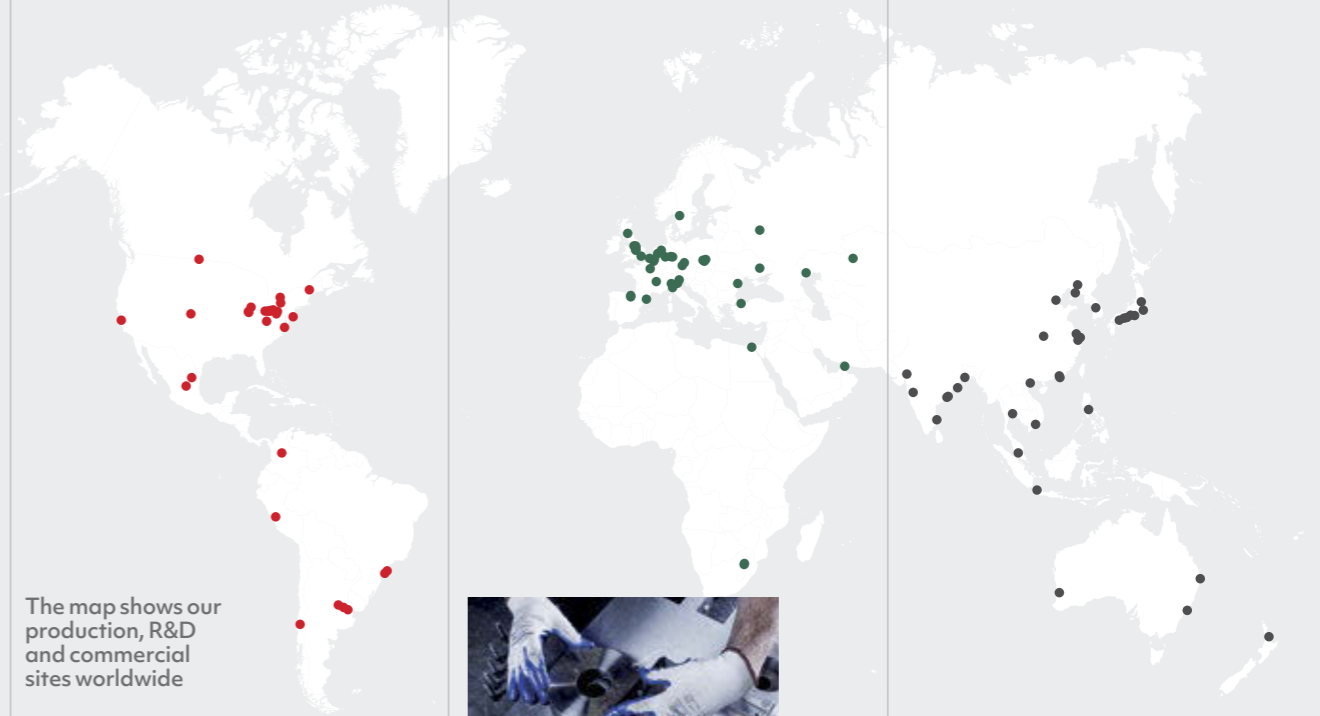 The map shows our
production, R&D
and commercial
sites worldwide